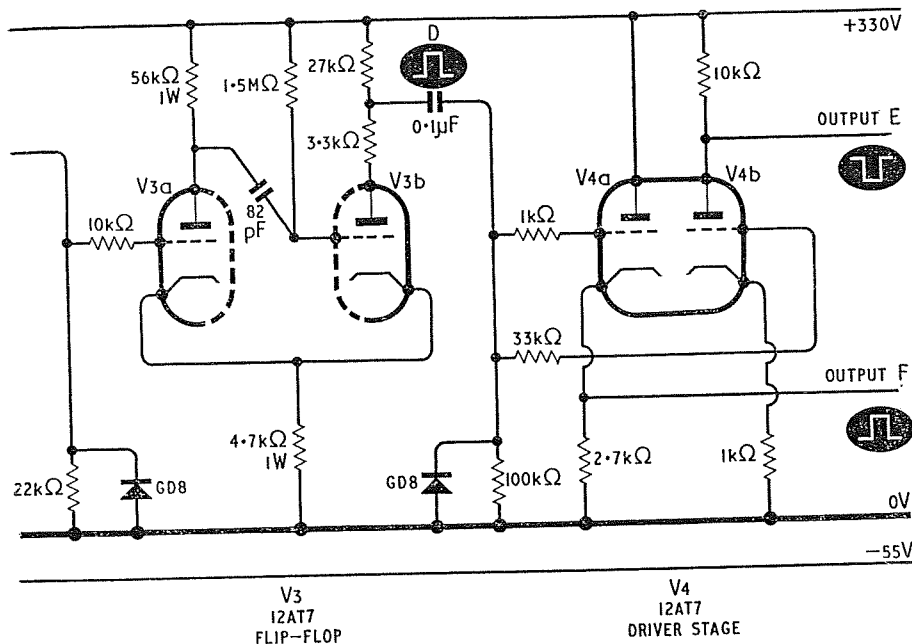 D
+330V
56kΩ
1W
1·5MΩ
27kΩ
10kΩ
0·1µF
OUTPUT E
3·3kΩ
V3a
V3b
V4a
V4b
82
pF
10kΩ
1kΩ
33kΩ
OUTPUT F
4·7kΩ
1W
22kΩ
GD8
GD8
100kΩ
2·7kΩ
1kΩ
0V
−55V
V3
12AT7
FLIP–FLOP
V4
12AT7
DRIVER STAGE